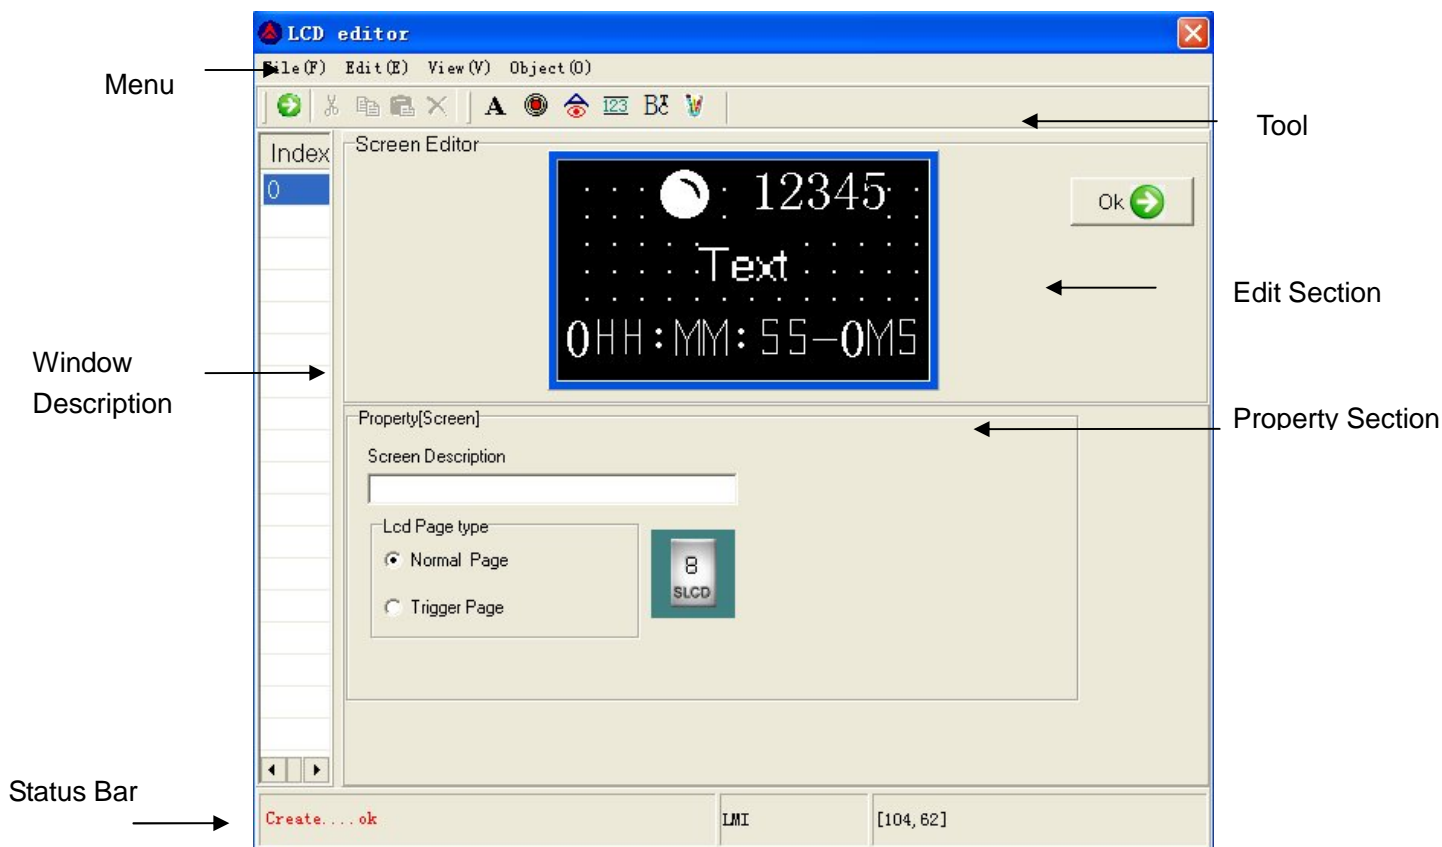 LCD editor
File(F) Edit(E) View(V) Object(O)
Menu
A 123
Tool
Index
Screen Editor
0
12345
Ok
Text
Edit Section
0HH:MM:SS-0MS
Window
Description
Property[Screen]
Property Section
Screen Description
Lcd Page type
Normal Page
8
SLCD
Trigger Page
Status Bar
Create....ok
LMI
[104,62]